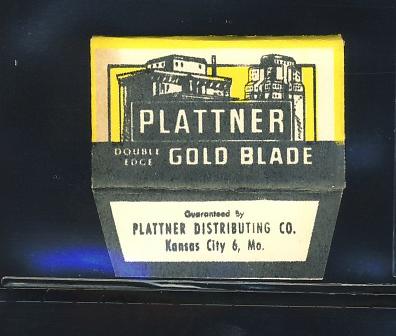 PLATTNER
DOUBLE EDGE GOLD BLADE
Guaranteed By
PLATTNER DISTRIBUTING CO.
Kansas City 6, Mo.